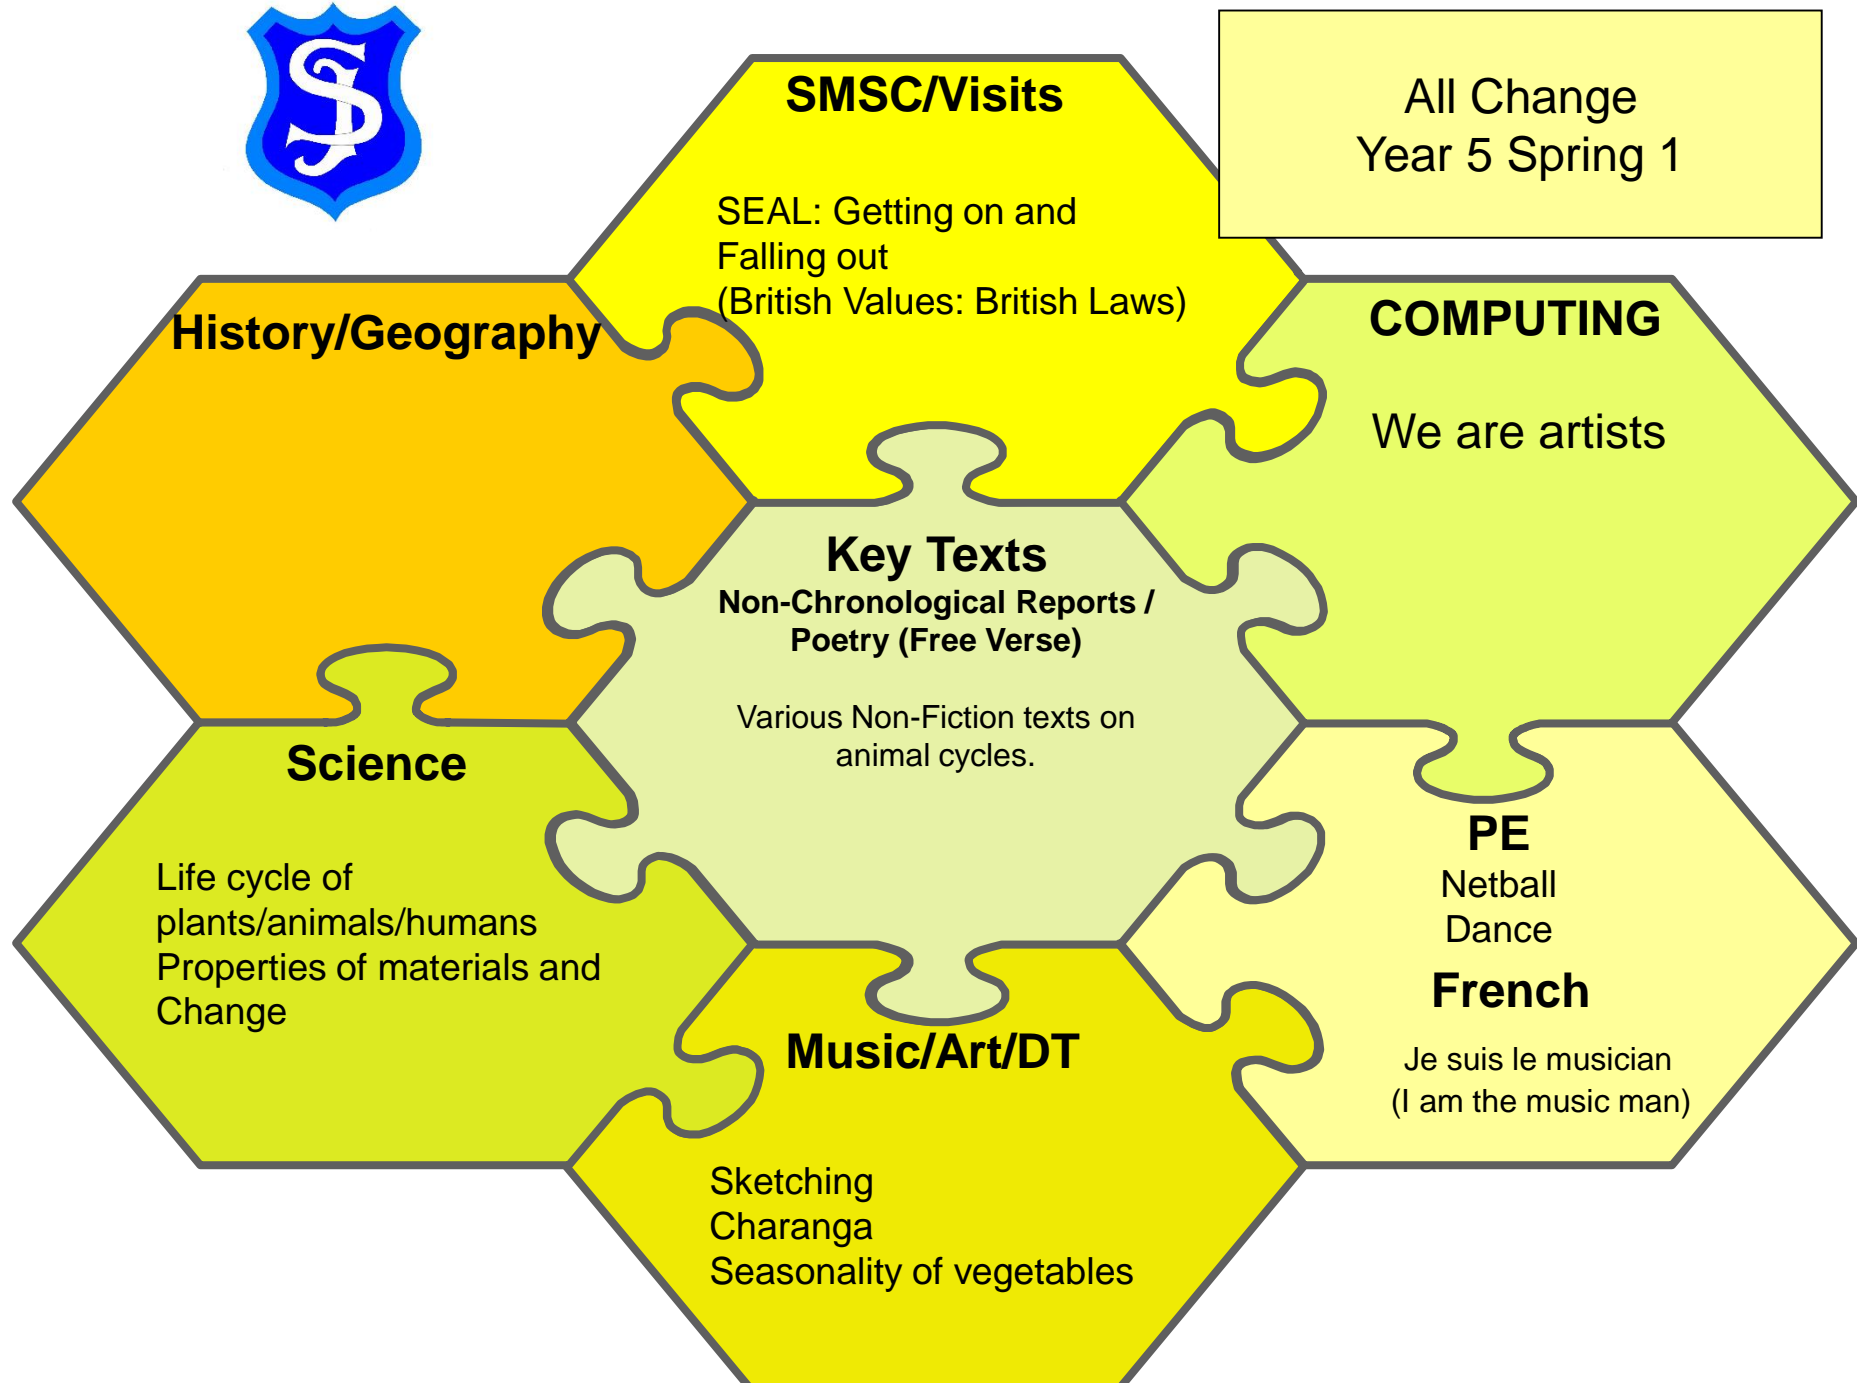 SJ
All Change
Year 5 Spring 1
SMSC/Visits
SEAL: Getting on and
Falling out
(British Values: British Laws)
History/Geography
COMPUTING
We are artists
Key Texts
Non-Chronological Reports /
Poetry (Free Verse)
Various Non-Fiction texts on
animal cycles.
Science
Life cycle of
plants/animals/humans
Properties of materials and
Change
PE
Netball
Dance
French
Je suis le musician
(I am the music man)
Music/Art/DT
Sketching
Charanga
Seasonality of vegetables